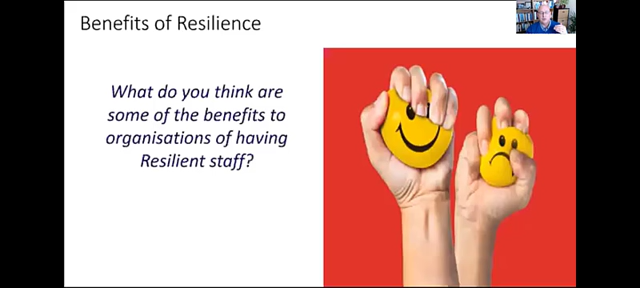 Benefits of Resilience
What do you think are
some of the benefits to
organisations of having
Resilient staff?